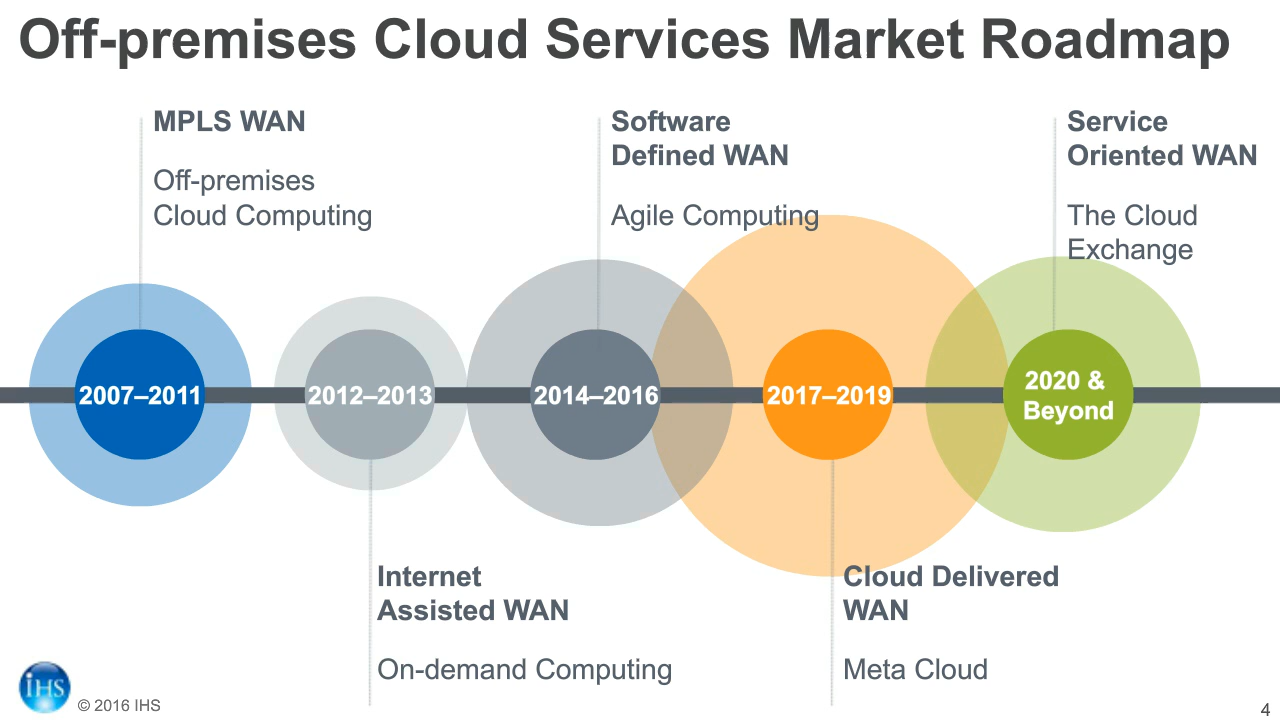 Off-premises Cloud Services Market Roadmap
MPLS WAN
Off-premises
Cloud Computing
Software
Defined WAN
Agile Computing
Service
Oriented WAN
The Cloud
Exchange
2007–2011
2012–2013
2014–2016
2017–2019
2020 &
Beyond
Internet
Assisted WAN
On-demand Computing
Cloud Delivered
WAN
Meta Cloud
IHS
© 2016 IHS
4